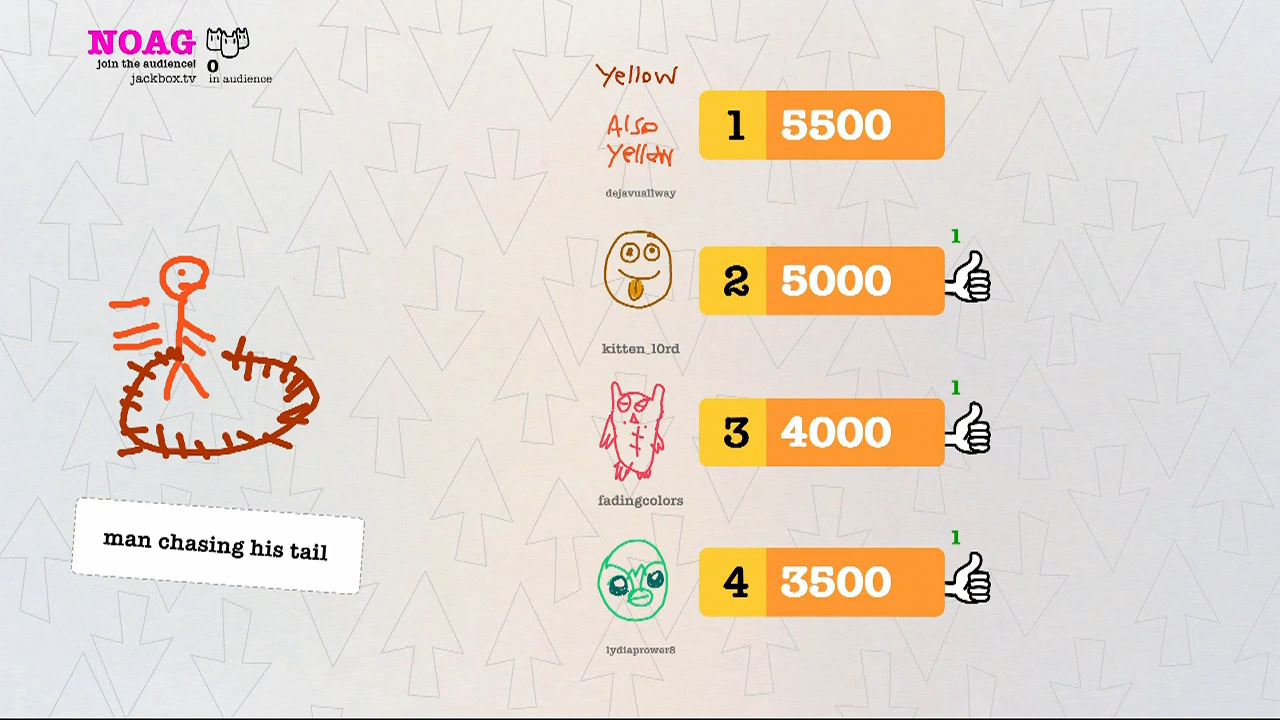 NOAG
join the audience!
jackbox.tv
0
in audience
man chasing his tail
Yellow
Also
Yellow
dejavuallway
1 5500
kitten_10rd
2 5000
1
fadingcolors
3 4000
1
lydiaprower8
4 3500
1